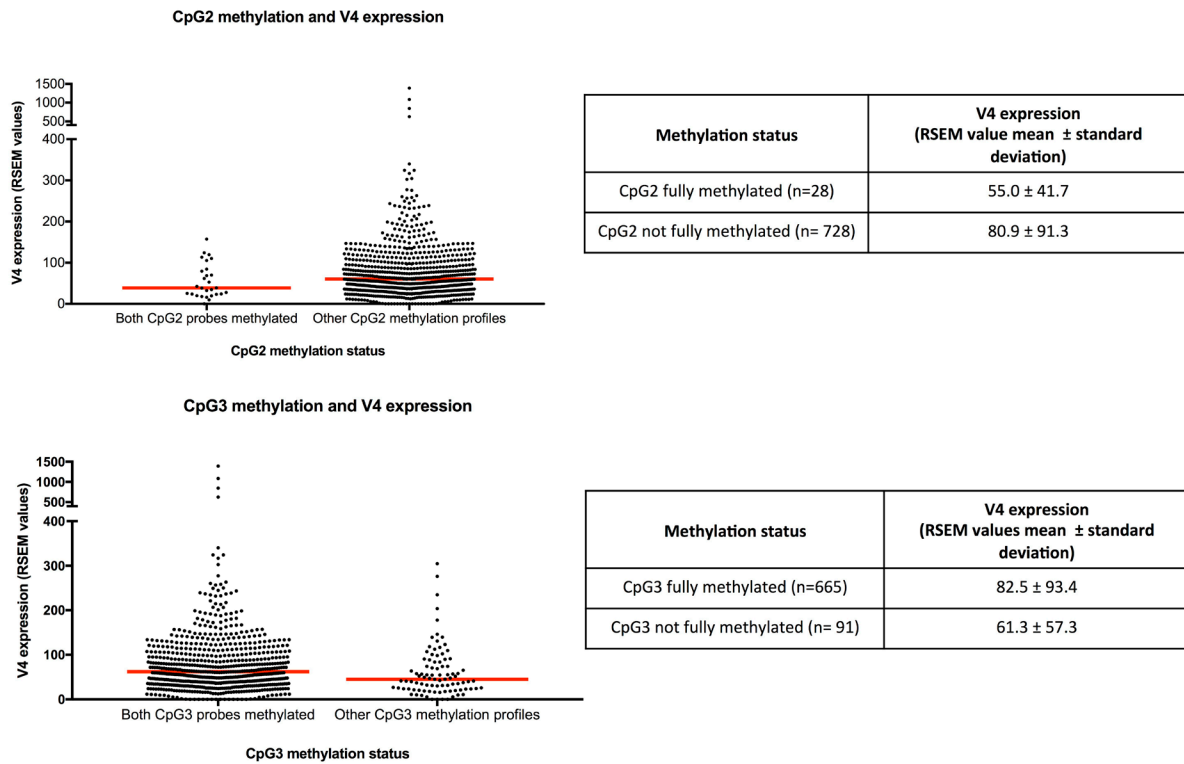 CpG2 methylation and V4 expression
V4 expression (RSEM values)
1500
1000
500
400
300
200
100
0
Both CpG2 probes methylated
Other CpG2 methylation profiles
CpG2 methylation status
Methylation status
V4 expression
(RSEM value mean ± standard
deviation)
CpG2 fully methylated (n=28)
55.0 ± 41.7
CpG2 not fully methylated (n= 728)
80.9 ± 91.3
CpG3 methylation and V4 expression
V4 expression (RSEM values)
1500
1000
500
400
300
200
100
0
Both CpG3 probes methylated
Other CpG3 methylation profiles
CpG3 methylation status
Methylation status
V4 expression
(RSEM values mean ± standard
deviation)
CpG3 fully methylated (n=665)
82.5 ± 93.4
CpG3 not fully methylated (n= 91)
61.3 ± 57.3